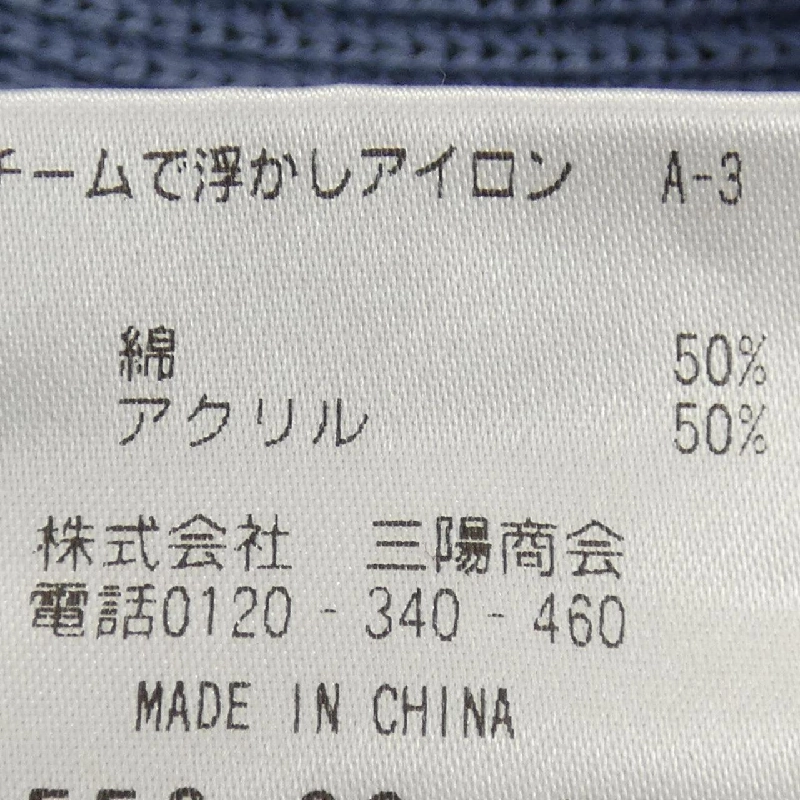 チームで浮かしアイロン A-3
綿 50%
アクリル 50%
株式会社 三陽商会
電話0120-340-460
MADE IN CHINA